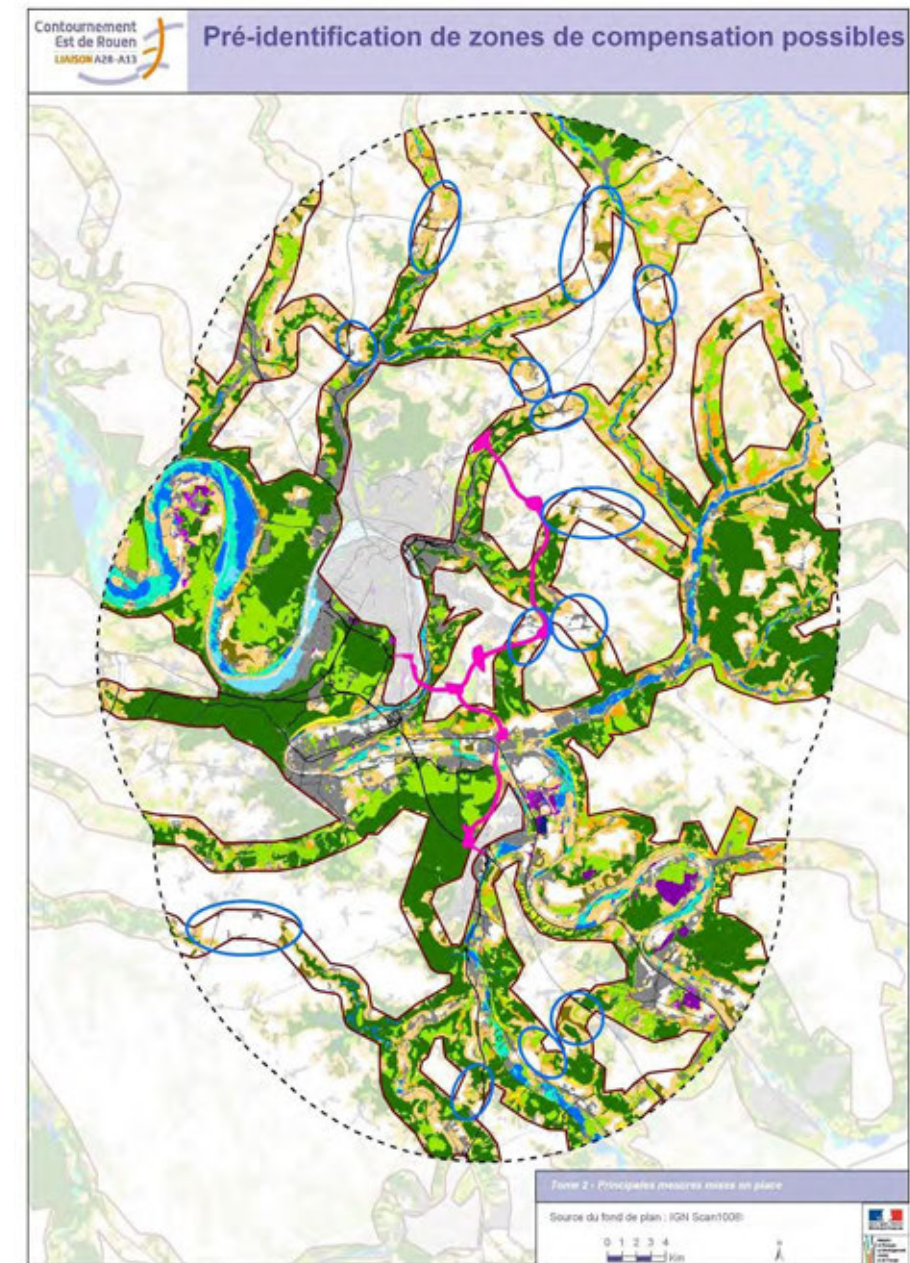 Contournement
Est de Rouen
LIAISON A28-A13
Pré-identification de zones de compensation possibles
Tome 2 - Principales mesures mises en place
Source du fond de plan : IGN Scan100®
0 1 2 3 4
Km
N